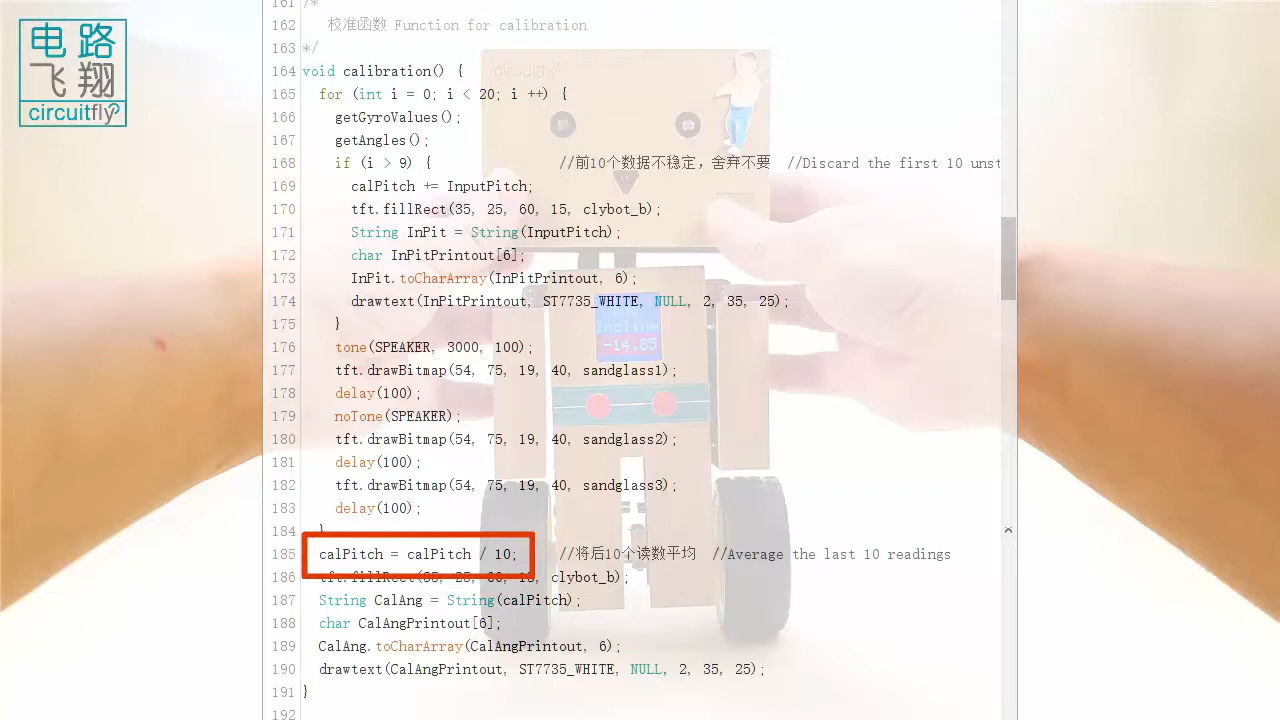 电路
飞翔
circuitfly
circuitfly
161 /*
162 校准函数 Function for calibration
163 */
164 void calibration() {
165 for (int i = 0; i < 20; i ++) {
166 getGyroValues();
167 getAngles();
168 if (i > 9) { //前10个数据不稳定，舍弃不要 //Discard the first 10 unst
169 calPitch += InputPitch;
170 tft.fillRect(35, 25, 60, 15, clybot_b);
171 String InPit = String(InputPitch);
172 char InPitPrintout[6];
173 InPit.toCharArray(InPitPrintout, 6);
174 drawtext(InPitPrintout, ST7735_WHITE, NULL, 2, 35, 25);
175 }
176 tone(SPEAKER, 3000, 100);
177 tft.drawBitmap(54, 75, 19, 40, sandglass1);
178 delay(100);
179 noTone(SPEAKER);
180 tft.drawBitmap(54, 75, 19, 40, sandglass2);
181 delay(100);
182 tft.drawBitmap(54, 75, 19, 40, sandglass3);
183 delay(100);
184 }
185 calPitch = calPitch / 10; //将后10个读数平均 //Average the last 10 readings
186 tft.fillRect(35, 25, 60, 15, clybot_b);
187 String CalAng = String(calPitch);
188 char CalAngPrintout[6];
189 CalAng.toCharArray(CalAngPrintout, 6);
190 drawtext(CalAngPrintout, ST7735_WHITE, NULL, 2, 35, 25);
191 }
192
Incline
-14.85